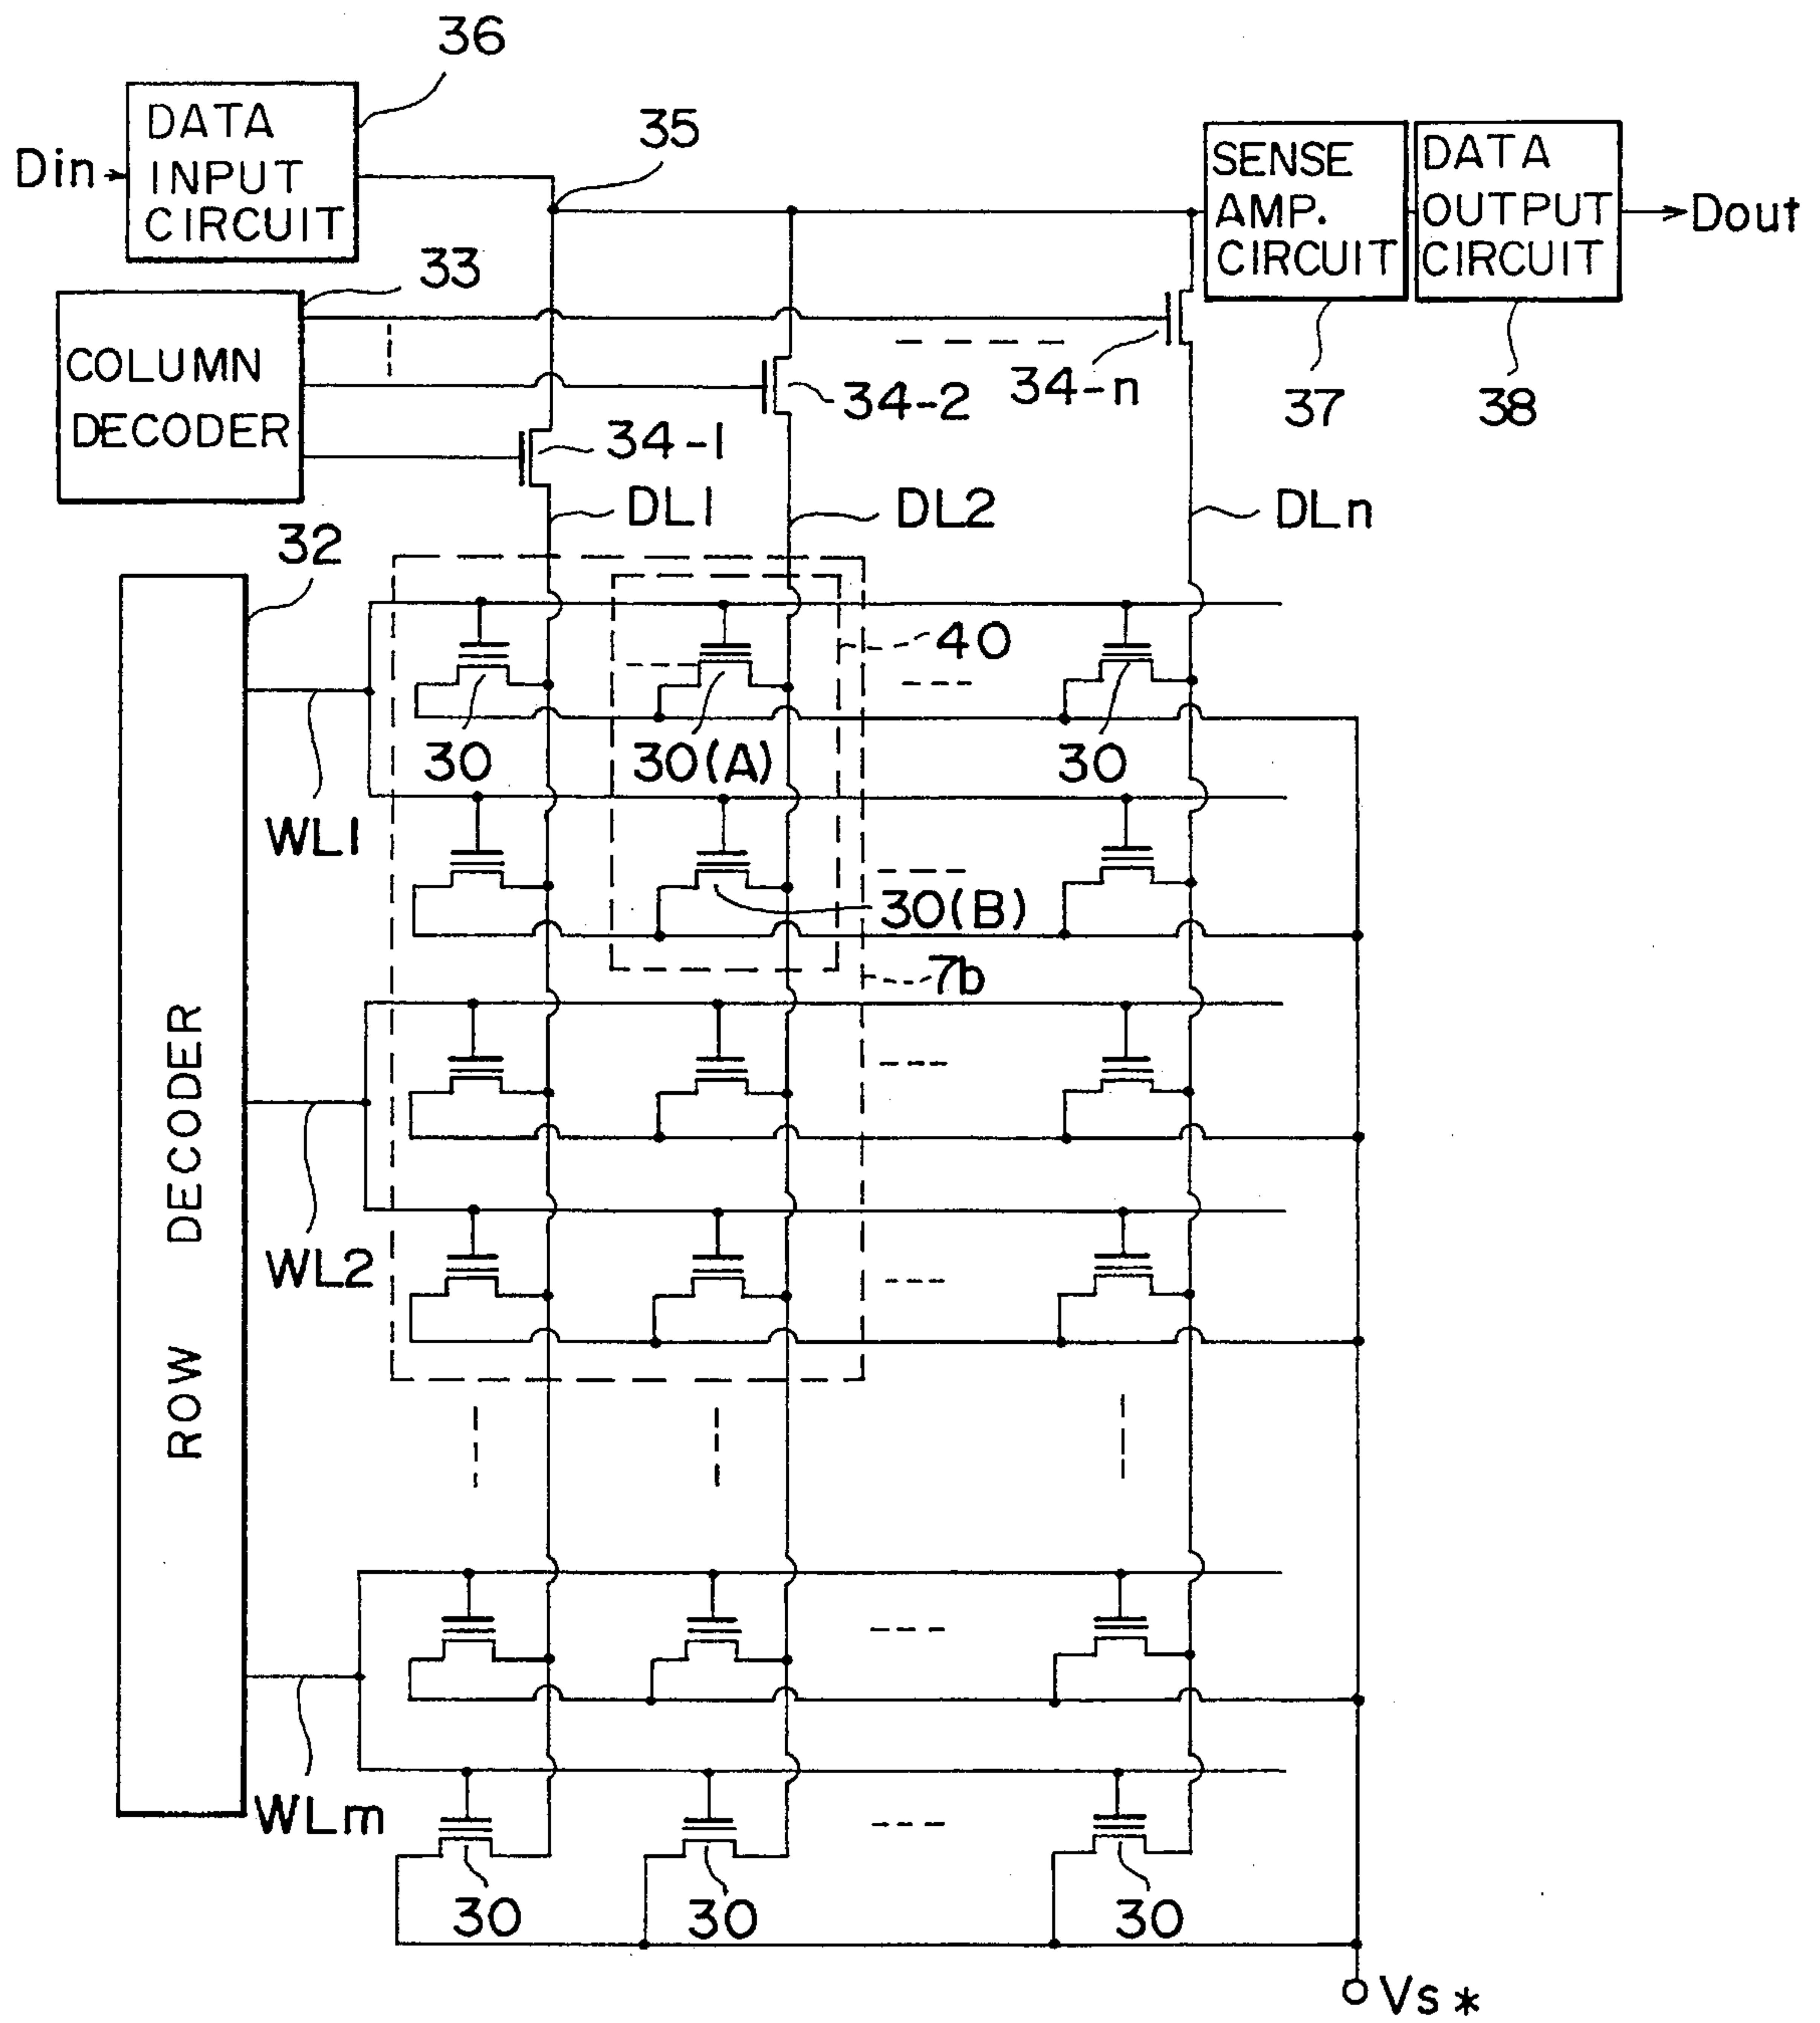 36
DATA
INPUT
CIRCUIT
Din
35
SENSE
AMP.
CIRCUIT
DATA
OUTPUT
CIRCUIT
Dout
33
COLUMN
DECODER
34-n
37
38
34-2
34-1
DL1
DL2
DLn
32
40
30
30(A)
30
WL1
30(B)
7b
ROW DECODER
WL2
WLm
30
30
30
Vs*